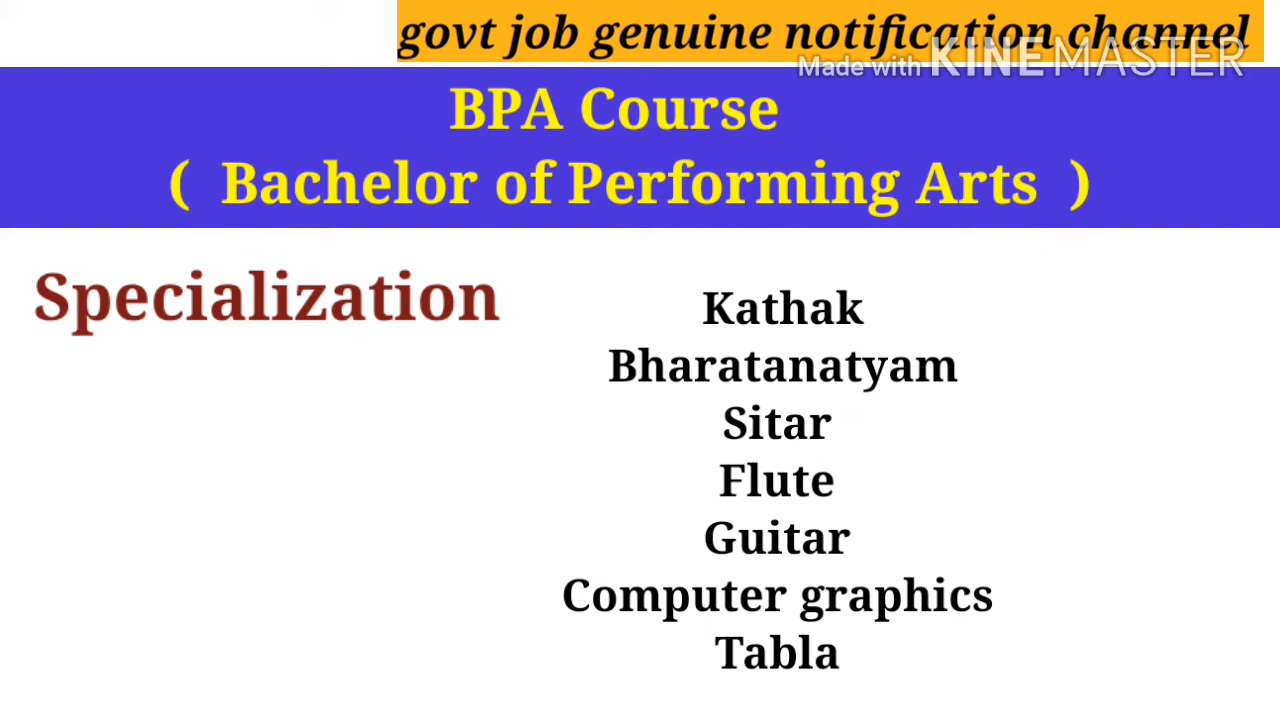 govt job genuine notification channel
Made with KINEMASTER
BPA Course
( Bachelor of Performing Arts )
Specialization
Kathak
Bharatanatyam
Sitar
Flute
Guitar
Computer graphics
Tabla